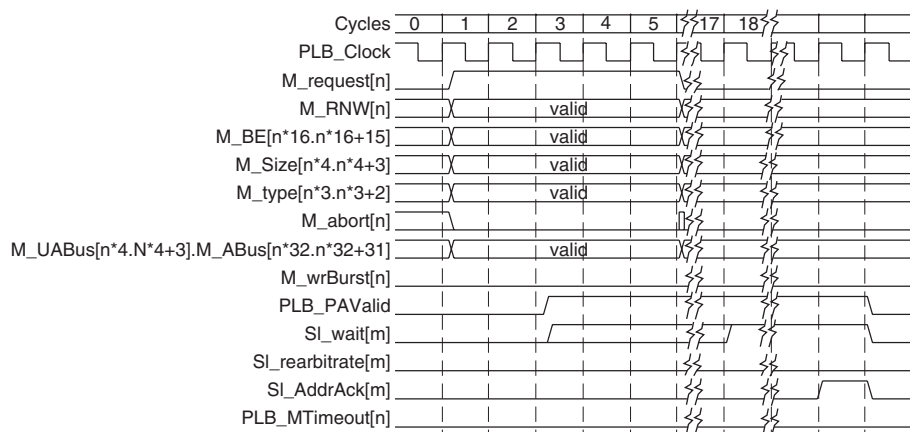 Cycles 0 1 2 3 4 5 17 18
PLB_Clock
M_request[n]
M_RNW[n] valid
M_BE[n*16.n*16+15] valid
M_Size[n*4.n*4+3] valid
M_type[n*3.n*3+2] valid
M_abort[n]
M_UABus[n*4.N*4+3].M_ABus[n*32.n*32+31] valid
M_wrBurst[n]
PLB_PAValid
Sl_wait[m]
Sl_rearbitrate[m]
Sl_AddrAck[m]
PLB_MTimeout[n]